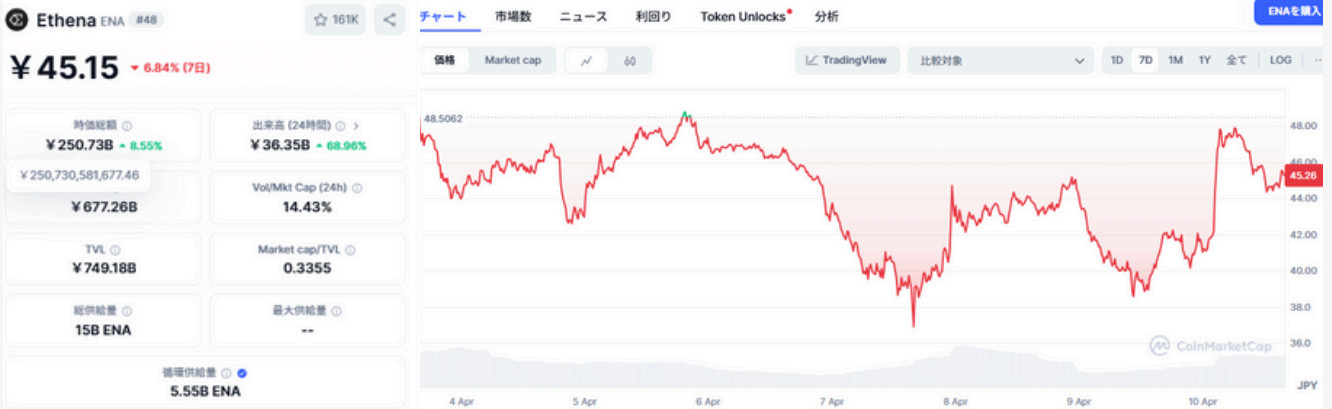 Ethena ENA #48
161K
¥45.15 6.84% (7日)
時価総額
¥250.73B 8.55%
¥250,730,581,677.46
出来高 (24時間)
¥36.35B 68.96%
¥677.26B
Vol/Mkt Cap (24h)
14.43%
TVL
¥749.18B
Market cap/TVL
0.3355
総供給量
15B ENA
最大供給量
--
循環供給量
5.55B ENA
チャート 市場数 ニュース 利回り Token Unlocks 分析
ENAを購入
価格 Market cap TradingView 比較対象 1D 7D 1M 1Y 全て LOG ...
48.5062
48.00
46.00
45.26
44.00
42.00
40.00
38.0
36.0
CoinMarketCap
JPY
4 Apr 5 Apr 6 Apr 7 Apr 8 Apr 9 Apr 10 Apr